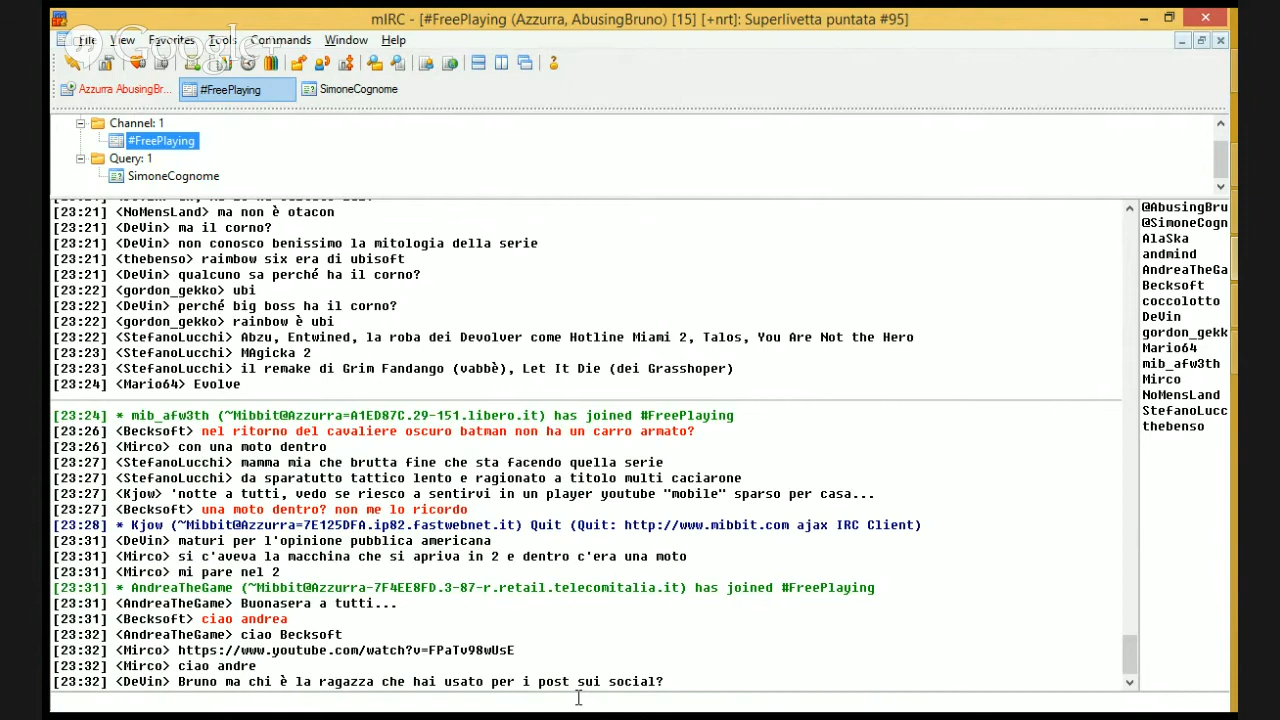 mIRC - [#FreePlaying (Azzurra, AbusingBruno) [15] [+nrt]: Superlivetta puntata #95)]
Google+
File View Favorites Tools Commands Window Help
Azzurra AbusingBr... #FreePlaying SimoneCognome
Channel: 1
#FreePlaying
Query: 1
SimoneCognome
[23:21] <NoMensLand> ma non è otacon
[23:21] <DeVin> ma il corno?
[23:21] <DeVin> non conosco benissimo la mitologia della serie
[23:21] <thebenso> raimbow six era di ubisoft
[23:21] <DeVin> qualcuno sa perché ha il corno?
[23:22] <gordon_gekko> ubi
[23:22] <DeVin> perché big boss ha il corno?
[23:22] <gordon_gekko> rainbow è ubi
[23:22] <StefanoLucchi> Abzu, Entwined, la roba dei Devolver come Hotline Miami 2, Talos, You Are Not the Hero
[23:23] <StefanoLucchi> MAgicka 2
[23:23] <StefanoLucchi> il remake di Grim Fandango (vabbè), Let It Die (dei Grasshoper)
[23:24] <Mario64> Evolve
[23:24] * mib_afw3th (~Mibbit@Azzurra=A1ED87C.29-151.libero.it) has joined #FreePlaying
[23:26] <Becksoft> nel ritorno del cavaliere oscuro batman non ha un carro armato?
[23:26] <Mirco> con una moto dentro
[23:27] <StefanoLucchi> mamma mia che brutta fine che sta facendo quella serie
[23:27] <StefanoLucchi> da sparatutto tattico lento e ragionato a titolo multi caciarone
[23:27] <Kjow> 'notte a tutti, vedo se riesco a sentirvi in un player youtube "mobile" sparso per casa...
[23:27] <Becksoft> una moto dentro? non me lo ricordo
[23:28] * Kjow (~Mibbit@Azzurra=7E125DFA.ip82.fastwebnet.it) Quit (Quit: http://www.mibbit.com ajax IRC Client)
[23:31] <DeVin> maturi per l'opinione pubblica americana
[23:31] <Mirco> si c'aveva la macchina che si apriva in 2 e dentro c'era una moto
[23:31] <Mirco> mi pare nel 2
[23:31] * AndreaTheGame (~Mibbit@Azzurra-7F4EE8FD.3-87-r.retail.telecomitalia.it) has joined #FreePlaying
[23:31] <AndreaTheGame> Buonasera a tutti...
[23:31] <Becksoft> ciao andrea
[23:32] <AndreaTheGame> ciao Becksoft
[23:32] <Mirco> https://www.youtube.com/watch?v=FPaTv98wUsE
[23:32] <Mirco> ciao andre
[23:32] <DeVin> Bruno ma chi è la ragazza che hai usato per i post sui social?
@AbusingBru
@SimoneCogn
AlaSka
andmind
AndreaTheGa
Becksoft
coccolotto
DeVin
gordon_gekk
Mario64
mib_afw3th
Mirco
NoMensLand
StefanoLucc
thebenso